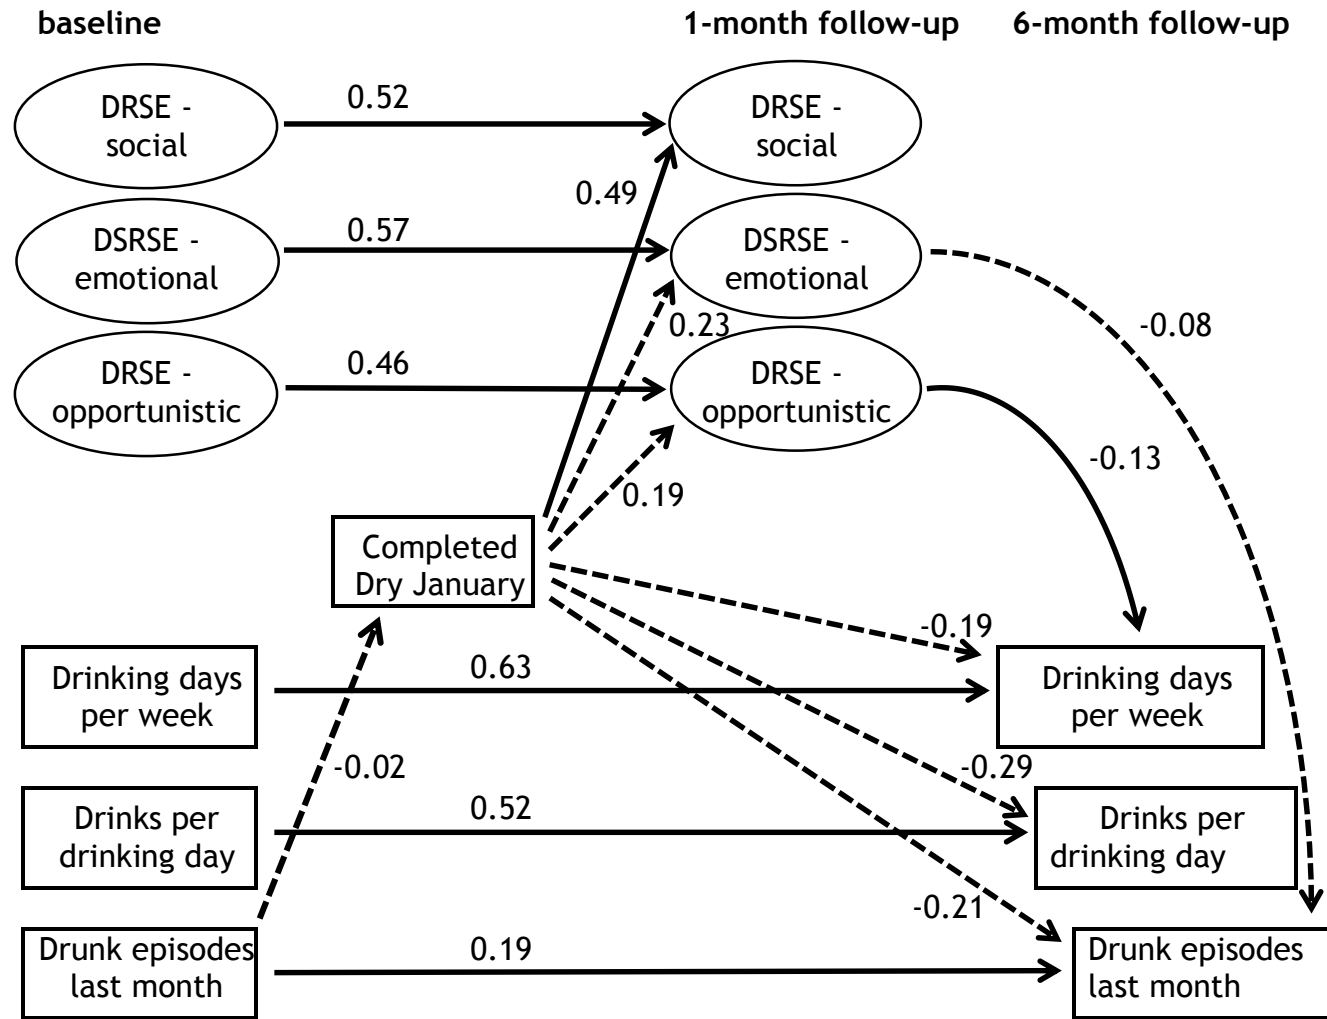 baseline
1-month follow-up
6-month follow-up
DRSE -
social
0.52
DRSE -
social
0.49
DSRSE -
emotional
0.57
DSRSE -
emotional
0.23
-0.08
DRSE -
opportunistic
0.46
DRSE -
opportunistic
-0.13
0.19
Completed
Dry January
-0.19
Drinking days
per week
0.63
Drinking days
per week
-0.02
-0.29
Drinks per
drinking day
0.52
Drinks per
drinking day
-0.21
Drunk episodes
last month
0.19
Drunk episodes
last month